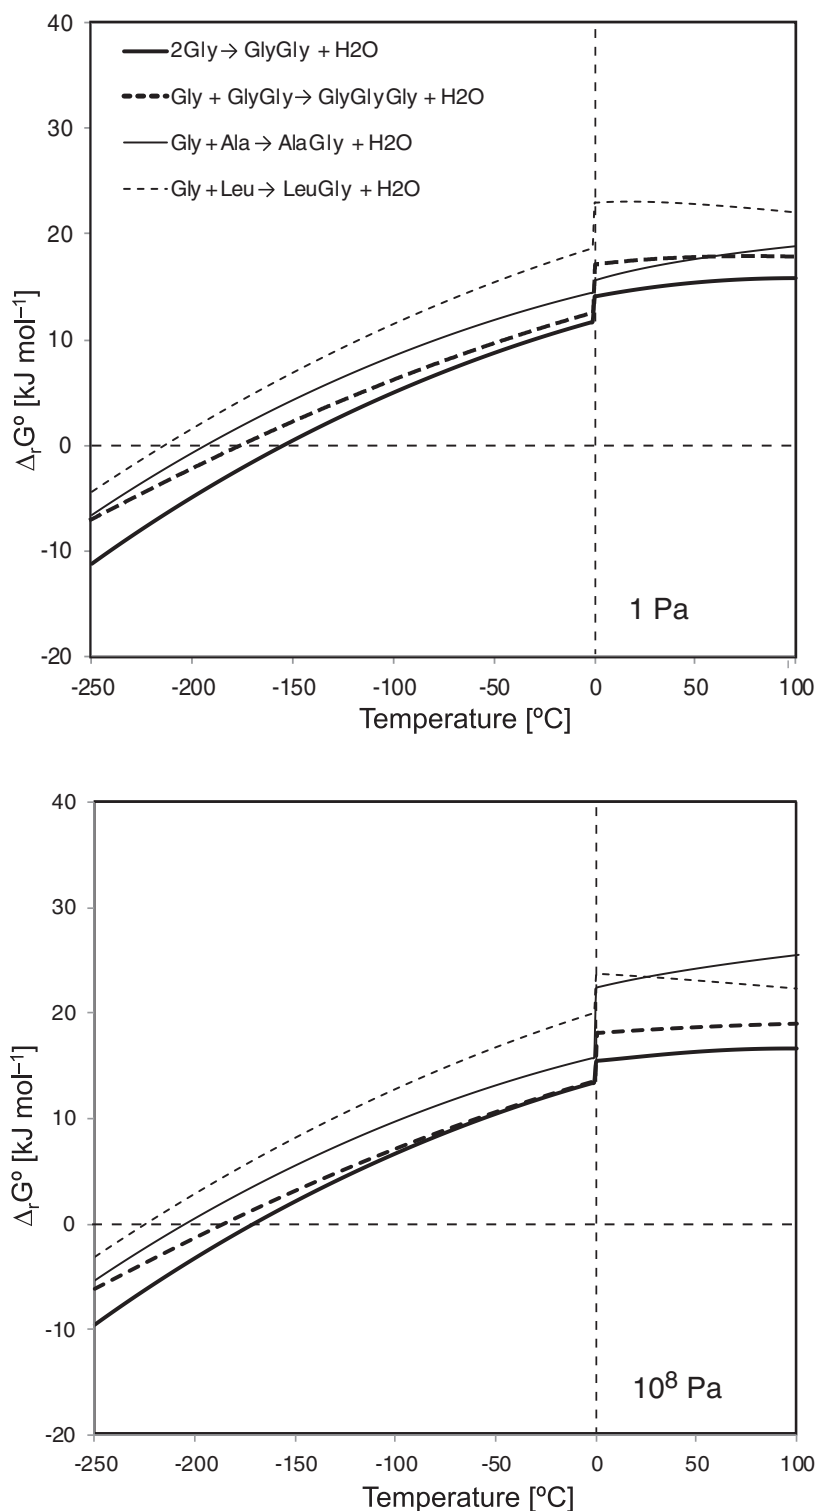 40
2Gly→ GlyGly + H2O
Gly + GlyGly→ GlyGlyGly + H2O
30
Gly+Ala → AlaGly + H2O
Gly+Leu → LeuGly + H2O
20
10
0
-10
-20
ΔrGº [kJ mol⁻¹]
1 Pa
-250 -200 -150 -100 -50 0 50 100
Temperature [ºC]
40
30
20
10
0
-10
-20
ΔrGº [kJ mol⁻¹]
10⁸ Pa
-250 -200 -150 -100 -50 0 50 100
Temperature [ºC]